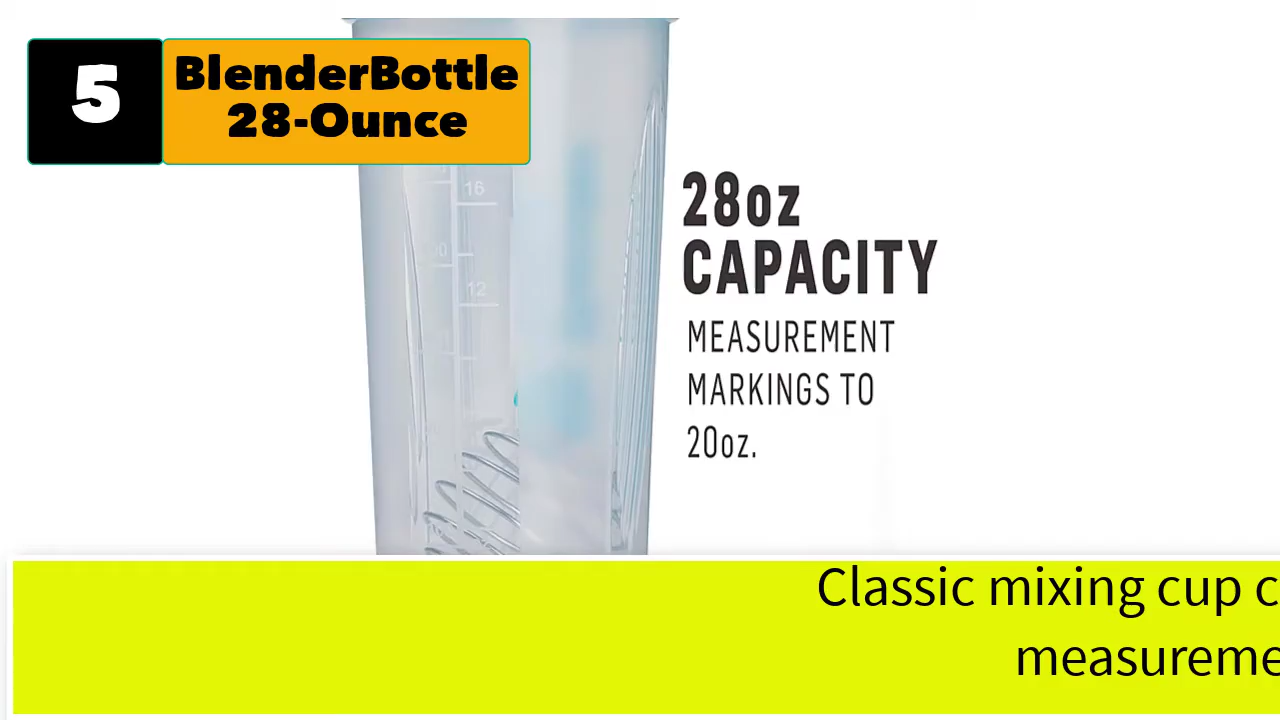 5
BlenderBottle
28-Ounce
16
12
28oz
CAPACITY
MEASUREMENT
MARKINGS TO
20oz.
Classic mixing cup